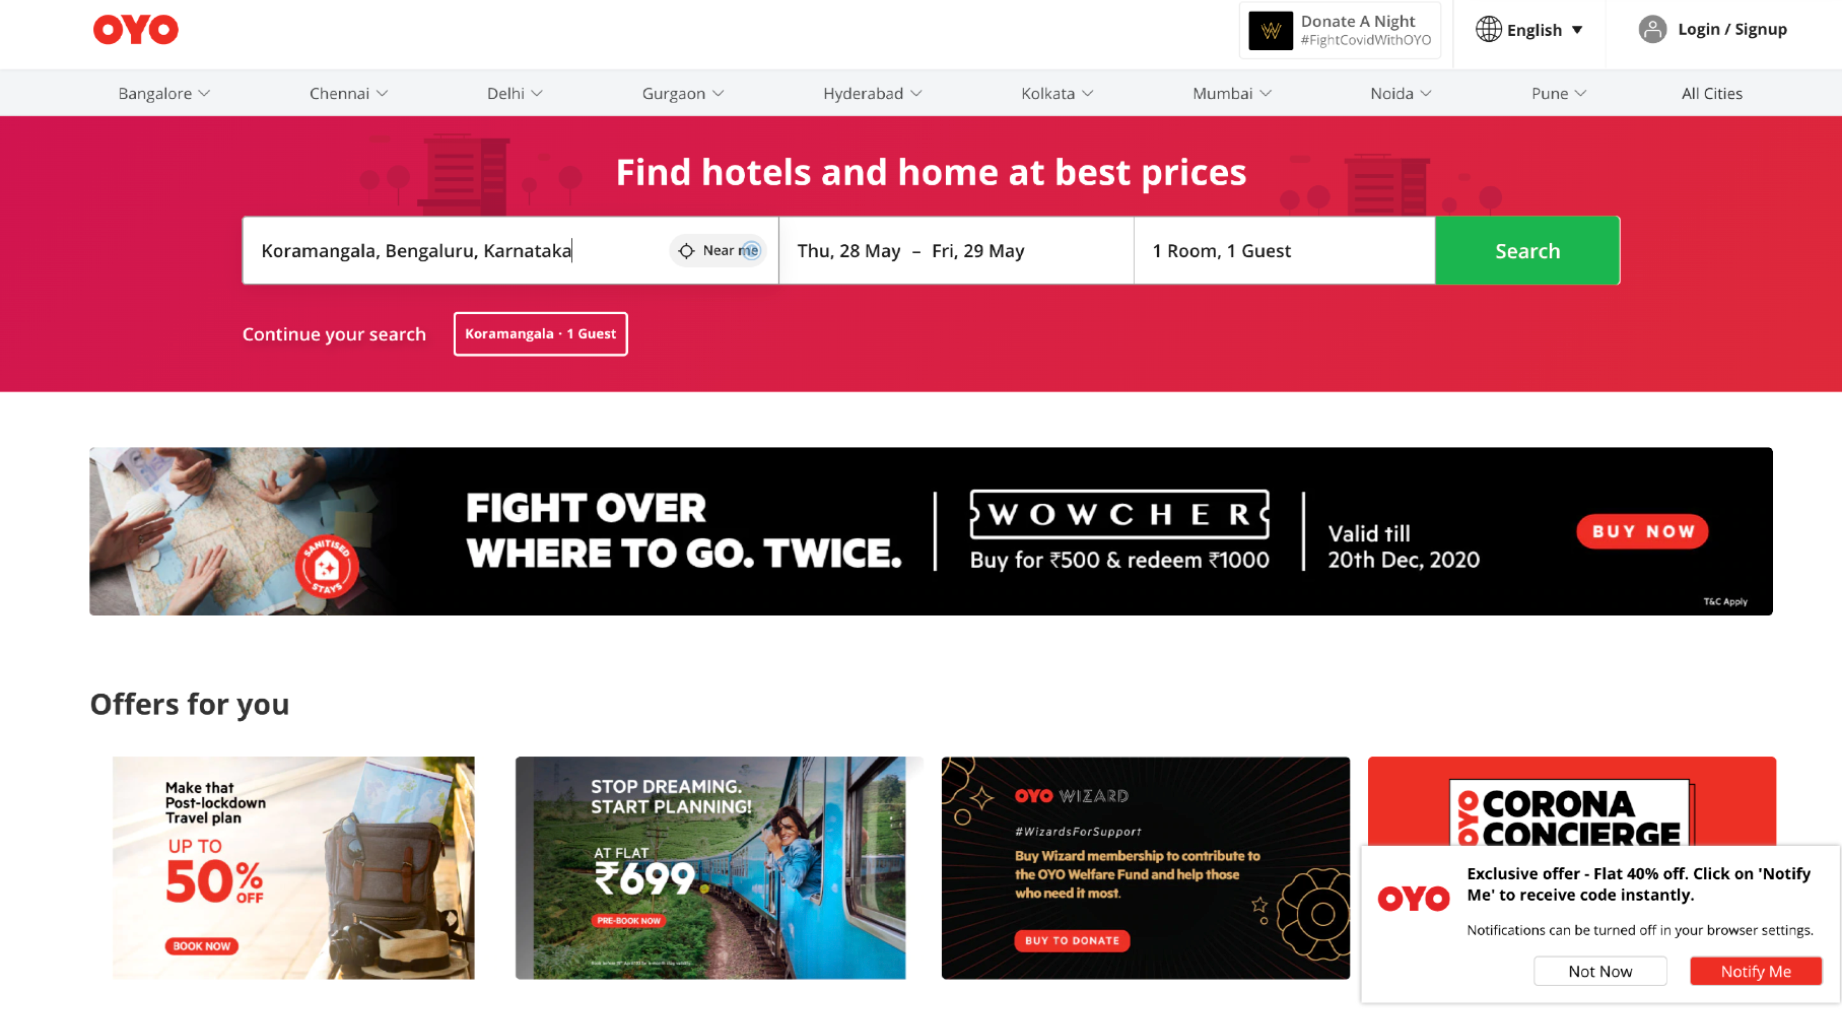 OYO
Donate A Night
#FightCovidWithOYO
English
Login / Signup
Bangalore
Chennai
Delhi
Gurgaon
Hyderabad
Kolkata
Mumbai
Noida
Pune
All Cities
Find hotels and home at best prices
Koramangala, Bengaluru, Karnataka
Near me
Thu, 28 May – Fri, 29 May
1 Room, 1 Guest
Search
Continue your search
Koramangala · 1 Guest
SANITISED
STAYS
FIGHT OVER
WHERE TO GO. TWICE.
WOWCHER
Buy for ₹500 & redeem ₹1000
Valid till
20th Dec, 2020
BUY NOW
T&C Apply
Offers for you
Make that
Post-lockdown
Travel plan
UP TO
50% OFF
BOOK NOW
STOP DREAMING.
START PLANNING!
AT FLAT
₹699
PRE-BOOK NOW
OYO WIZARD
#WizardsForSupport
Buy Wizard membership to contribute to
the OYO Welfare Fund and help those
who need it most.
BUY TO DONATE
OYO
CORONA
CONCIERGE
OYO
Exclusive offer - Flat 40% off. Click on 'Notify
Me' to receive code instantly.
Notifications can be turned off in your browser settings.
Not Now
Notify Me